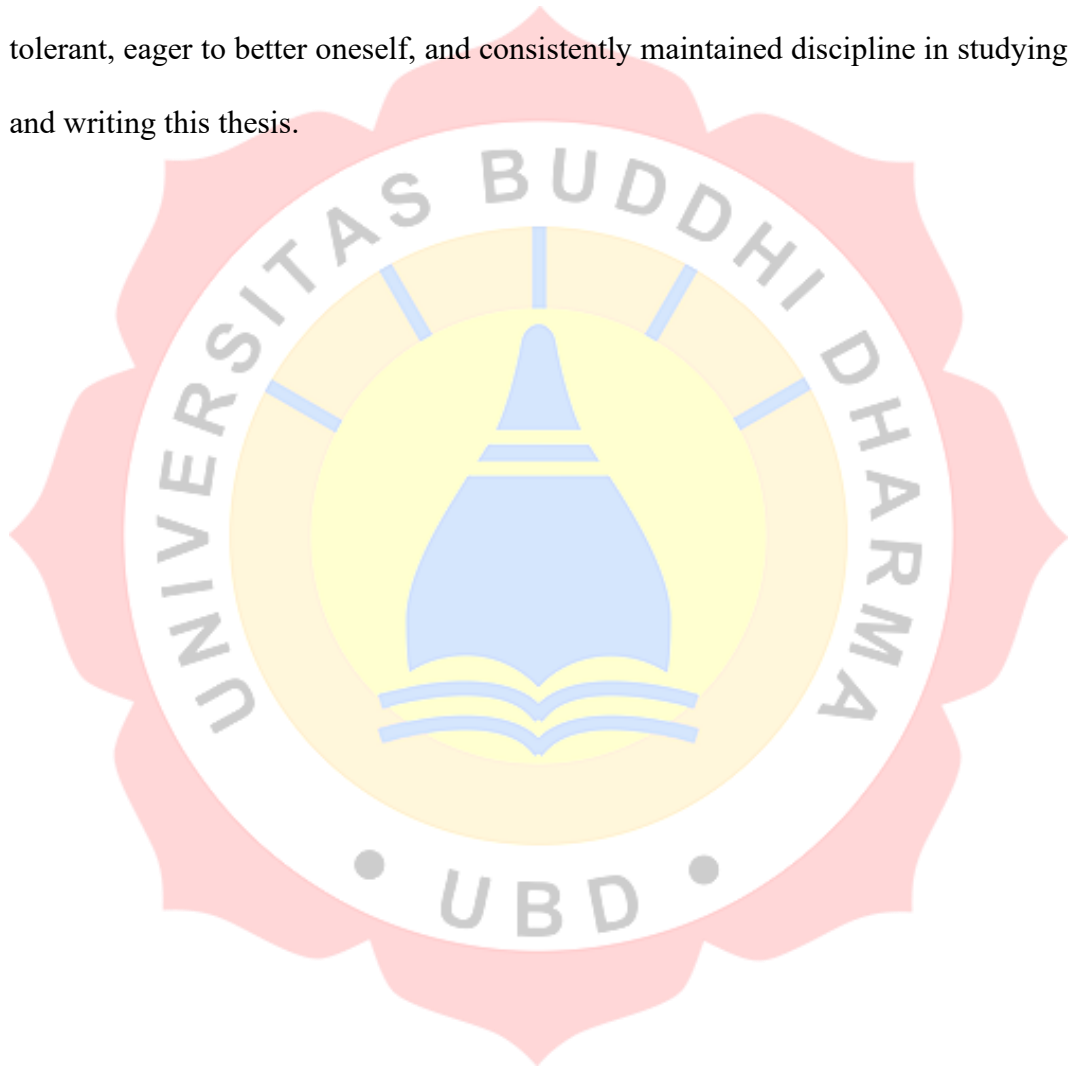 tolerant, eager to better oneself, and consistently maintained discipline in studying
and writing this thesis.
UNIVERSITAS BUDDHI DHARMA
• UBD •